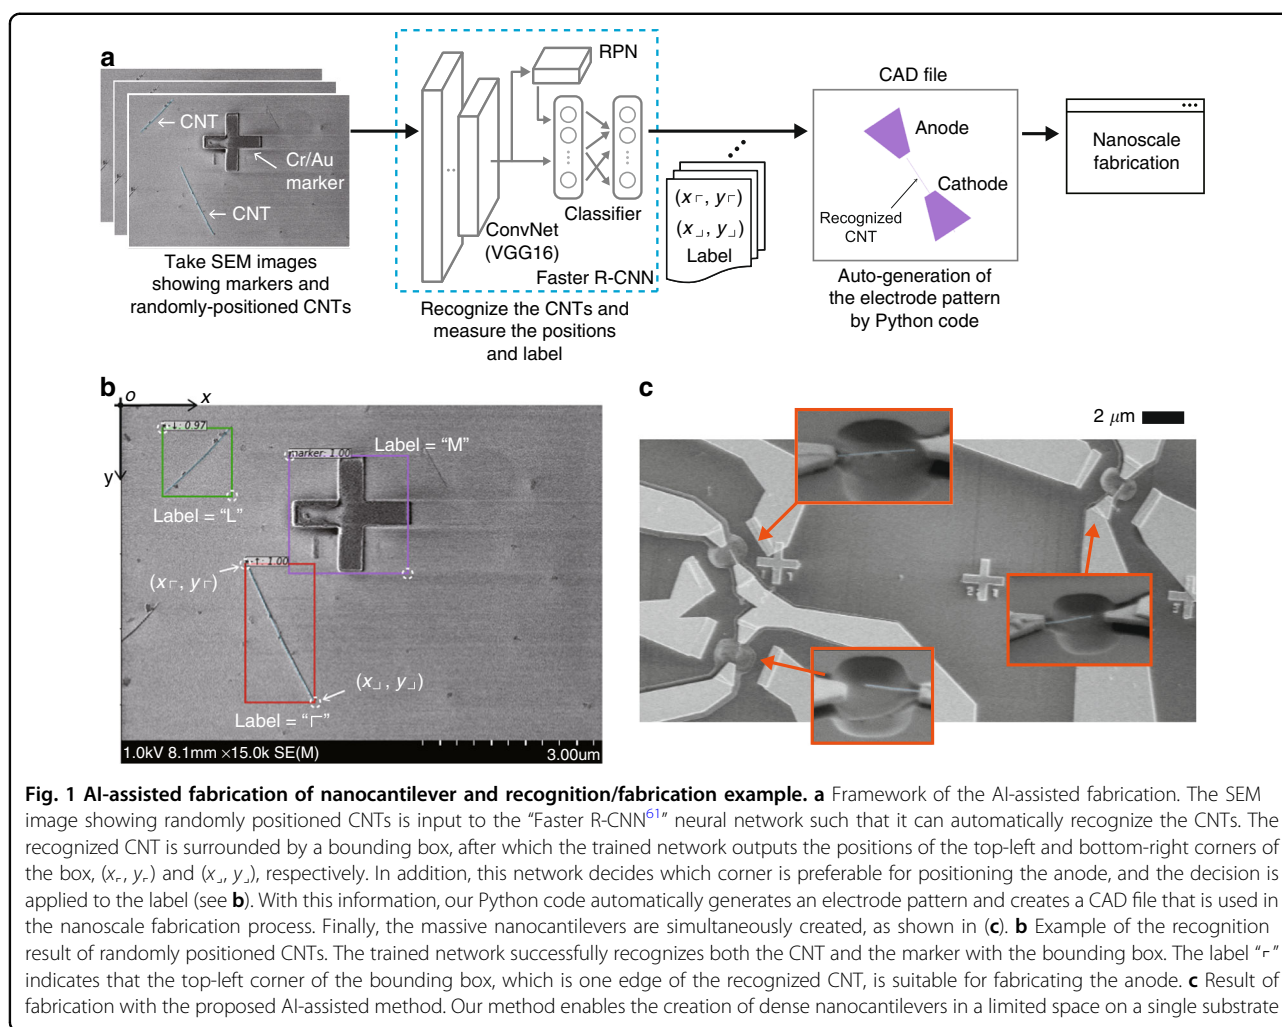 a
CNT
Cr/Au
marker
CNT
Take SEM images
showing markers and
randomly-positioned CNTs
RPN
Classifier
ConvNet
(VGG16)
Faster R-CNN
Recognize the CNTs and
measure the positions
and label
(x⌜, y⌜)
(x⌟, y⌟)
Label
CAD file
Anode
Cathode
Recognized
CNT
Auto-generation of
the electrode pattern
by Python code
Nanoscale
fabrication
b
o
x
y
0.97
Label = "L"
marker: 1.00
Label = "M"
1.00
(x⌜, y⌜)
(x⌟, y⌟)
Label = "⌜"
1.0kV 8.1mm ×15.0k SE(M)
3.00um
c
2 μm
Fig. 1 AI-assisted fabrication of nanocantilever and recognition/fabrication example. a Framework of the AI-assisted fabrication. The SEM
image showing randomly positioned CNTs is input to the "Faster R-CNN61" neural network such that it can automatically recognize the CNTs. The
recognized CNT is surrounded by a bounding box, after which the trained network outputs the positions of the top-left and bottom-right corners of
the box, (x⌜, y⌜) and (x⌟, y⌟), respectively. In addition, this network decides which corner is preferable for positioning the anode, and the decision is
applied to the label (see b). With this information, our Python code automatically generates an electrode pattern and creates a CAD file that is used in
the nanoscale fabrication process. Finally, the massive nanocantilevers are simultaneously created, as shown in (c). b Example of the recognition
result of randomly positioned CNTs. The trained network successfully recognizes both the CNT and the marker with the bounding box. The label "⌜"
indicates that the top-left corner of the bounding box, which is one edge of the recognized CNT, is suitable for fabricating the anode. c Result of
fabrication with the proposed AI-assisted method. Our method enables the creation of dense nanocantilevers in a limited space on a single substrate